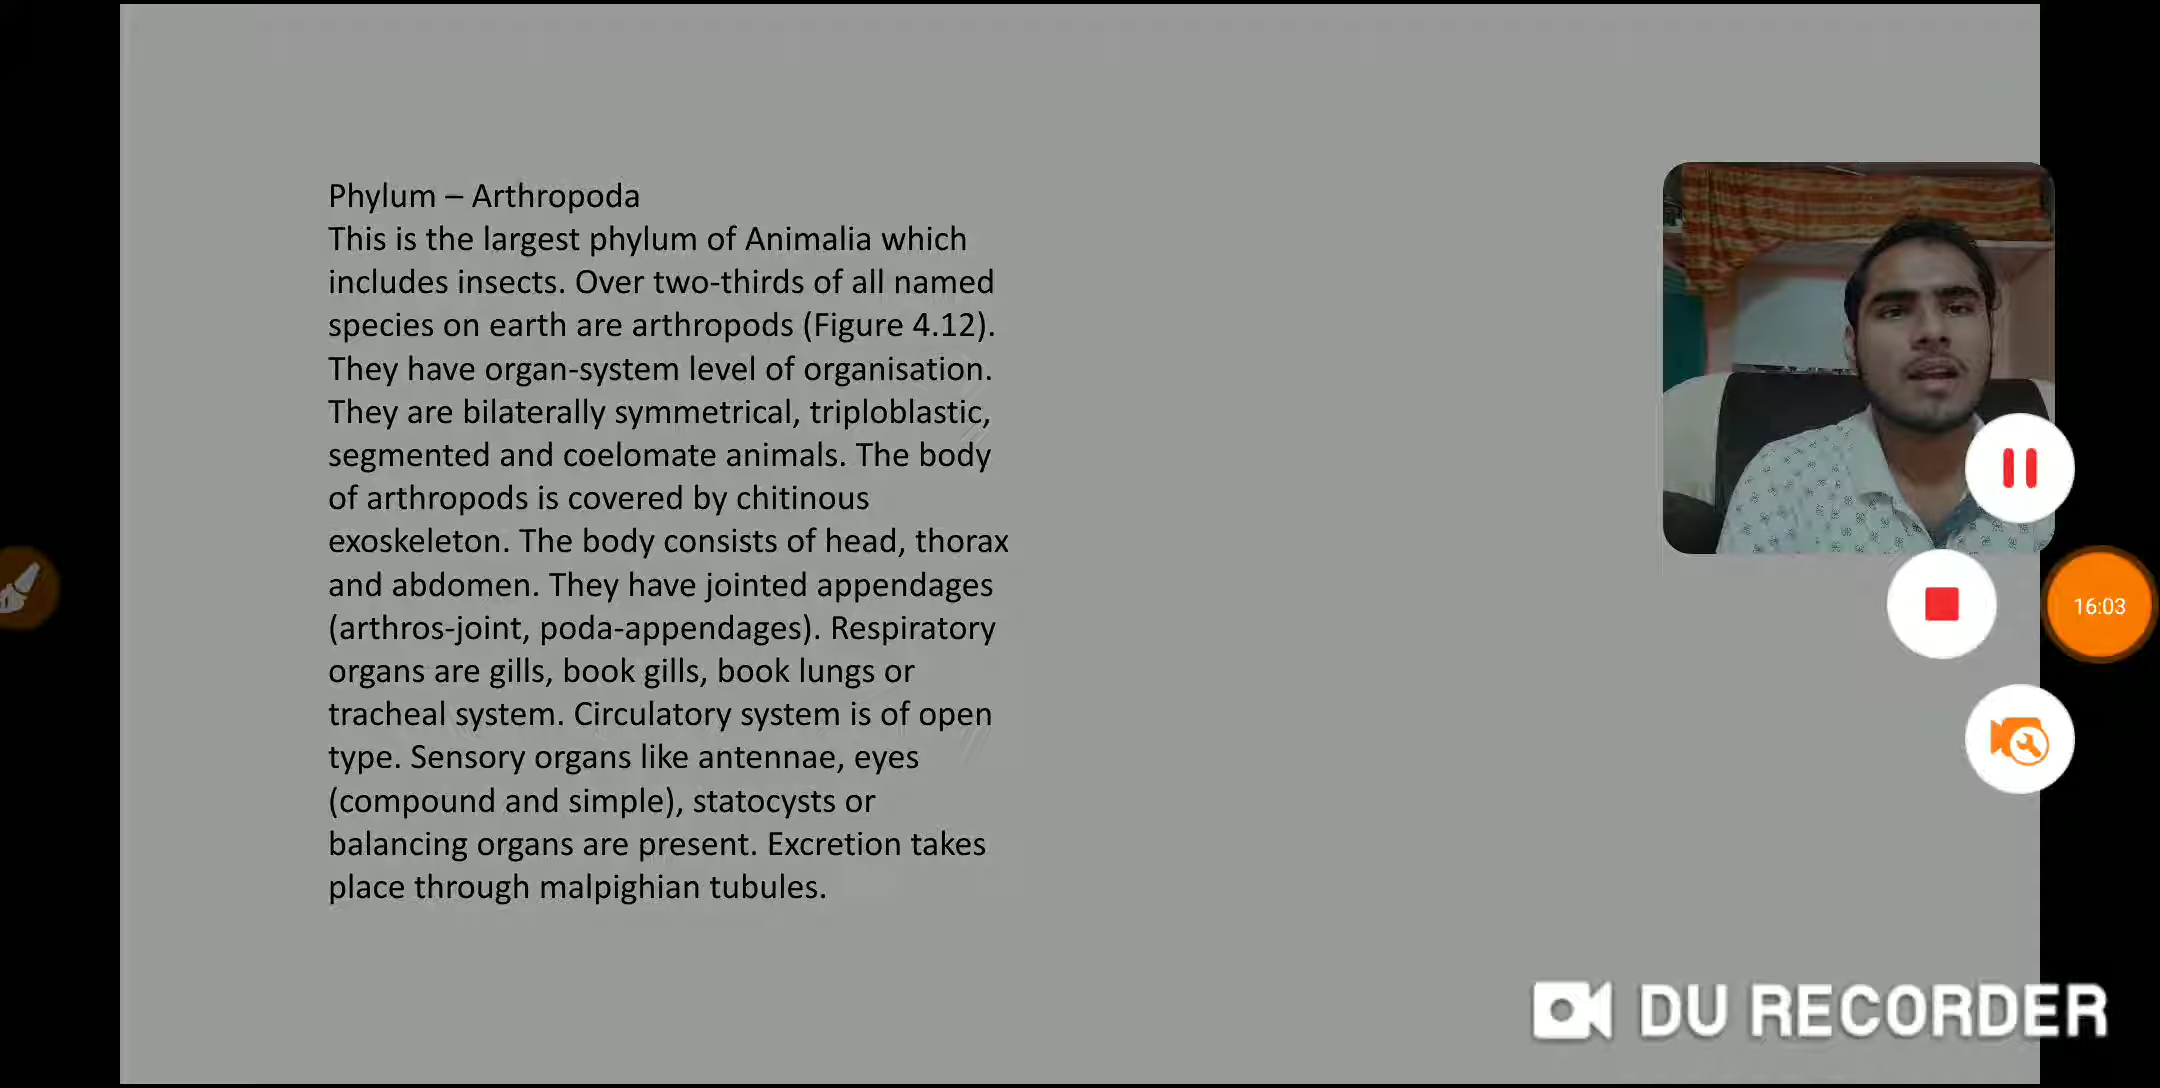 Phylum – Arthropoda
This is the largest phylum of Animalia which
includes insects. Over two-thirds of all named
species on earth are arthropods (Figure 4.12).
They have organ-system level of organisation.
They are bilaterally symmetrical, triploblastic,
segmented and coelomate animals. The body
of arthropods is covered by chitinous
exoskeleton. The body consists of head, thorax
and abdomen. They have jointed appendages
(arthros-joint, poda-appendages). Respiratory
organs are gills, book gills, book lungs or
tracheal system. Circulatory system is of open
type. Sensory organs like antennae, eyes
(compound and simple), statocysts or
balancing organs are present. Excretion takes
place through malpighian tubules.
16:03
DU RECORDER